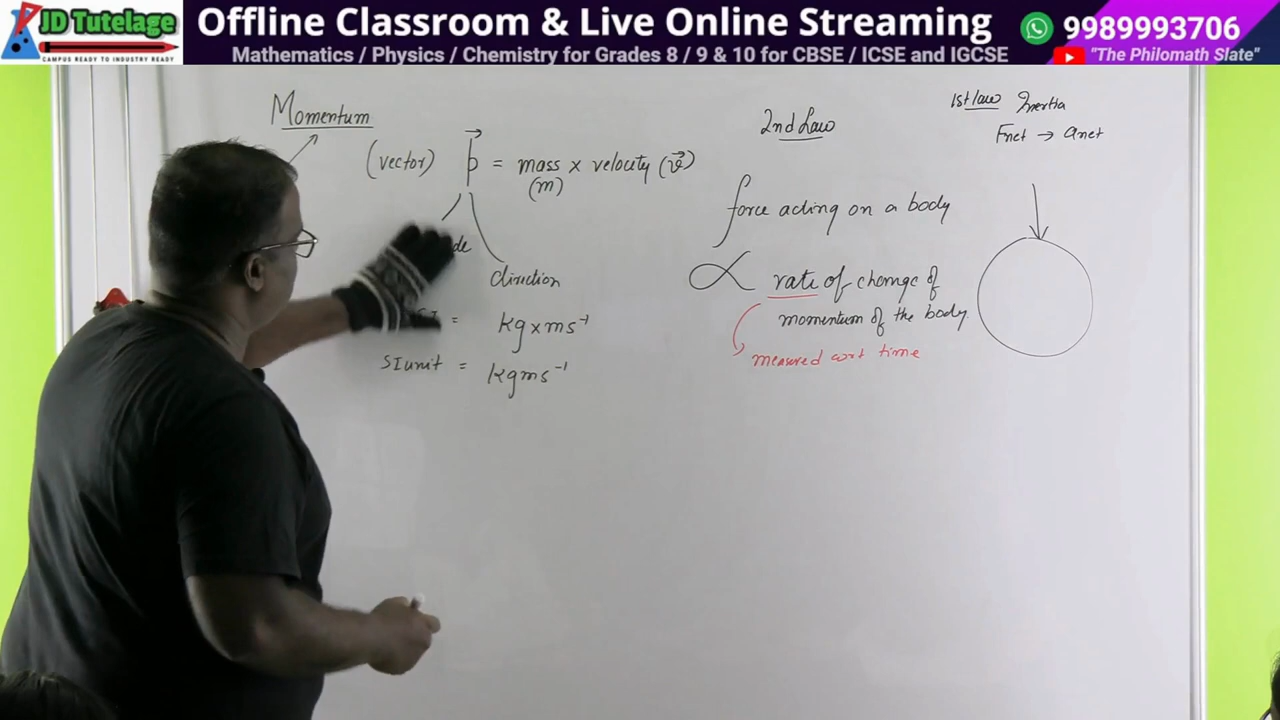 JD Tutelage
CAMPUS READY TO INDUSTRY READY
Offline Classroom & Live Online Streaming
9989993706
Mathematics / Physics / Chemistry for Grades 8 / 9 & 10 for CBSE / ICSE and IGCSE
"The Philomath Slate"
Momentum
(vector) p⃗ = mass × velocity (v⃗)
(m)
de
direction
= kg×ms⁻¹
SI unit = kgms⁻¹
2nd Law
force acting on a body
∝ rate of change of
momentum of the body
measured wrt time
1st law Inertia
Fnet → anet